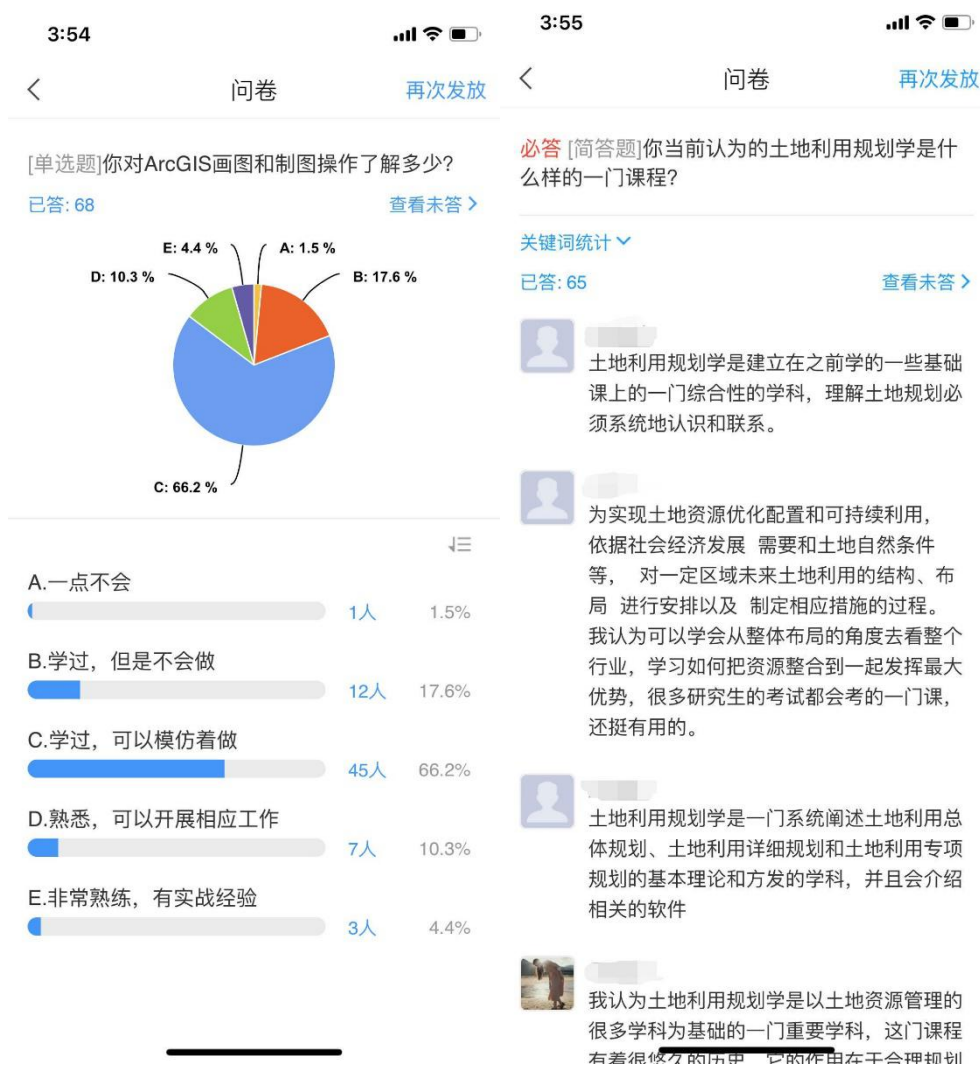 3:54
问卷
再次发放
[单选题]你对ArcGIS画图和制图操作了解多少?
已答: 68
查看未答
E: 4.4 %
A: 1.5 %
D: 10.3 %
B: 17.6 %
C: 66.2 %
A.一点不会
1人 1.5%
B.学过，但是不会做
12人 17.6%
C.学过，可以模仿着做
45人 66.2%
D.熟悉，可以开展相应工作
7人 10.3%
E.非常熟练，有实战经验
3人 4.4%
3:55
问卷
再次发放
必答 [简答题]你当前认为的土地利用规划学是什
么样的一门课程?
关键词统计
已答: 65
查看未答
土地利用规划学是建立在之前学的一些基础
课上的一门综合性的学科，理解土地规划必
须系统地认识和联系。
为实现土地资源优化配置和可持续利用，
依据社会经济发展 需要和土地自然条件
等， 对一定区域未来土地利用的结构、布
局 进行安排以及 制定相应措施的过程。
我认为可以学会从整体布局的角度去看整个
行业，学习如何把资源整合到一起发挥最大
优势，很多研究生的考试都会考的一门课，
还挺有用的。
土地利用规划学是一门系统阐述土地利用总
体规划、土地利用详细规划和土地利用专项
规划的基本理论和方发的学科，并且会介绍
相关的软件
我认为土地利用规划学是以土地资源管理的
很多学科为基础的一门重要学科，这门课程
有着很悠久的历史，它的作用在于合理规划